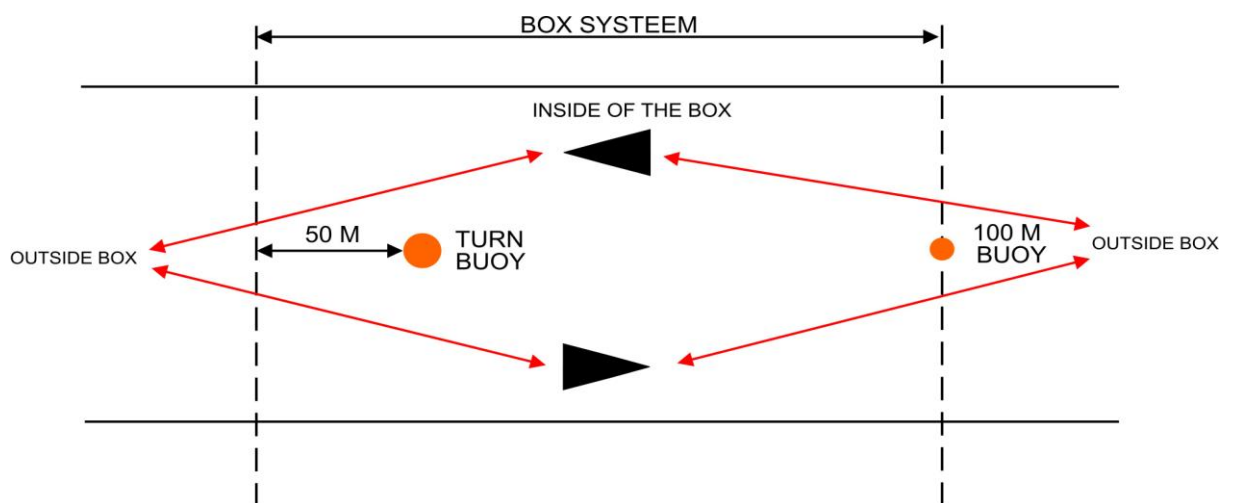 BOX SYSTEEM
INSIDE OF THE BOX
50 M
TURN
BUOY
100 M
BUOY
OUTSIDE BOX
OUTSIDE BOX